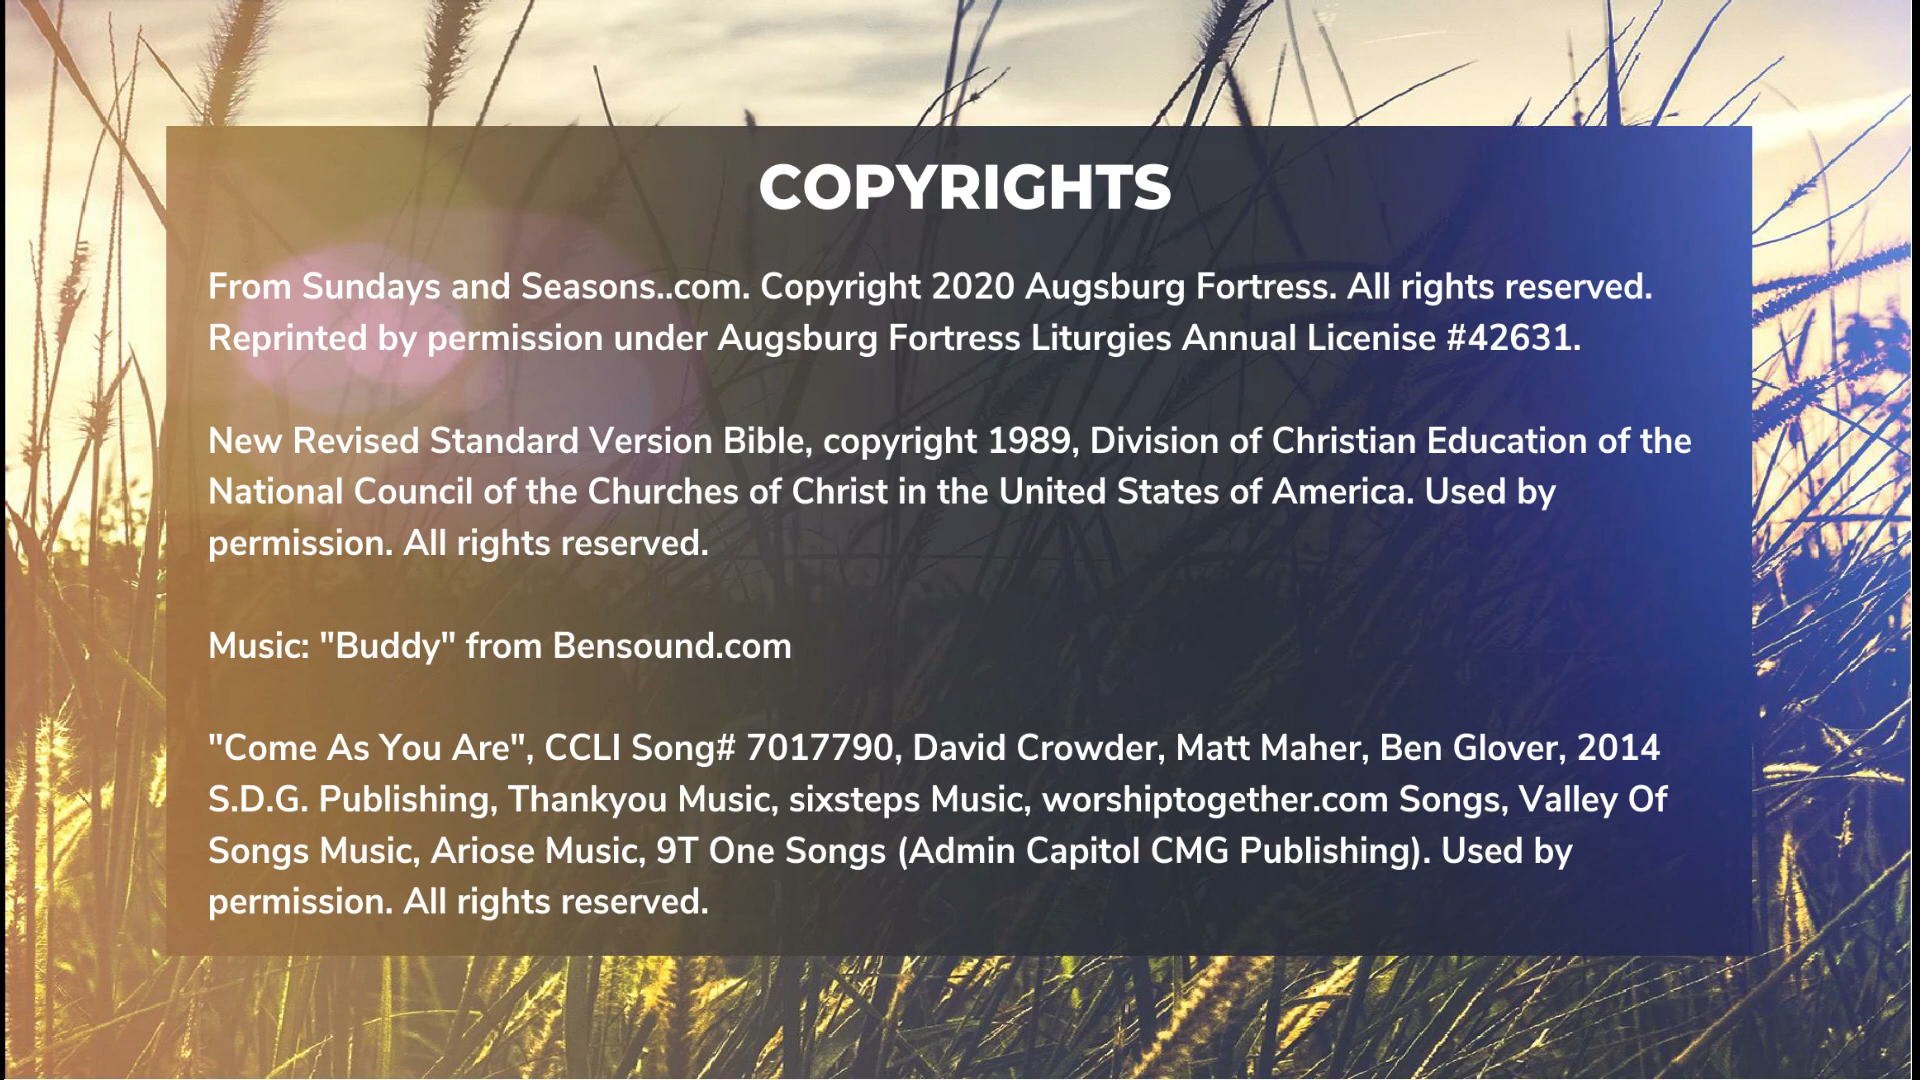 COPYRIGHTS
From Sundays and Seasons..com. Copyright 2020 Augsburg Fortress. All rights reserved.
Reprinted by permission under Augsburg Fortress Liturgies Annual Licenise #42631.
New Revised Standard Version Bible, copyright 1989, Division of Christian Education of the
National Council of the Churches of Christ in the United States of America. Used by
permission. All rights reserved.
Music: "Buddy" from Bensound.com
"Come As You Are", CCLI Song# 7017790, David Crowder, Matt Maher, Ben Glover, 2014
S.D.G. Publishing, Thankyou Music, sixsteps Music, worshiptogether.com Songs, Valley Of
Songs Music, Ariose Music, 9T One Songs (Admin Capitol CMG Publishing). Used by
permission. All rights reserved.